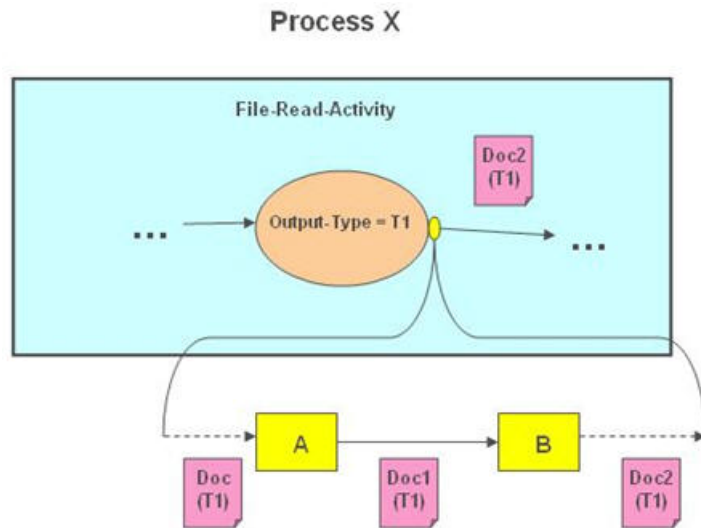 Process X
File-Read-Activity
Doc2
(T1)
...
Output-Type = T1
...
A
B
Doc
(T1)
Doc1
(T1)
Doc2
(T1)